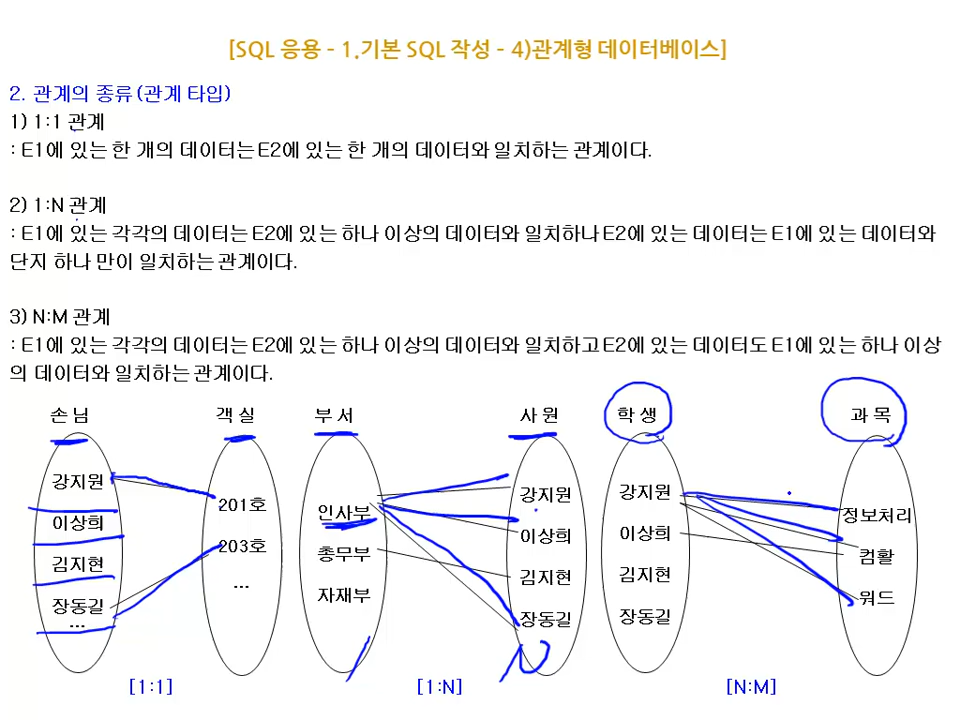 [SQL 응용 - 1.기본 SQL 작성 - 4)관계형 데이터베이스]
2. 관계의 종류(관계 타입)
1) 1:1 관계
: E1에 있는 한 개의 데이터는 E2에 있는 한 개의 데이터와 일치하는 관계이다.
2) 1:N 관계
: E1에 있는 각각의 데이터는 E2에 있는 하나 이상의 데이터와 일치하나 E2에 있는 데이터는 E1에 있는 데이터와
단지 하나 만이 일치하는 관계이다.
3) N:M 관계
: E1에 있는 각각의 데이터는 E2에 있는 하나 이상의 데이터와 일치하고 E2에 있는 데이터도 E1에 있는 하나 이상
의 데이터와 일치하는 관계이다.
손님 객실 부서 사원 학생 과목
강지원
이상희
김지현
장동길
...
201호
203호
...
인사부
총무부
자재부
강지원
이상희
김지현
장동길
강지원
이상희
김지현
장동길
정보처리
컴활
워드
1 N
[1:1] [1:N] [N:M]